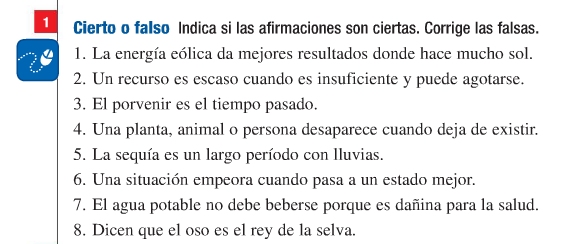 1 Cierto o falso Indica si las afirmaciones son ciertas. Corrige las falsas.
1. La energía eólica da mejores resultados donde hace mucho sol.
2. Un recurso es escaso cuando es insuficiente y puede agotarse.
3. El porvenir es el tiempo pasado.
4. Una planta, animal o persona desaparece cuando deja de existir.
5. La sequía es un largo período con lluvias.
6. Una situación empeora cuando pasa a un estado mejor.
7. El agua potable no debe beberse porque es dañina para la salud.
8. Dicen que el oso es el rey de la selva.